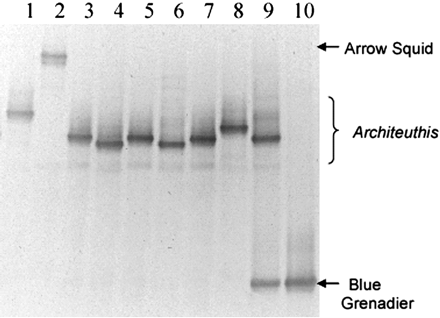 1 2 3 4 5 6 7 8 9 10
Arrow Squid
Architeuthis
Blue
Grenadier